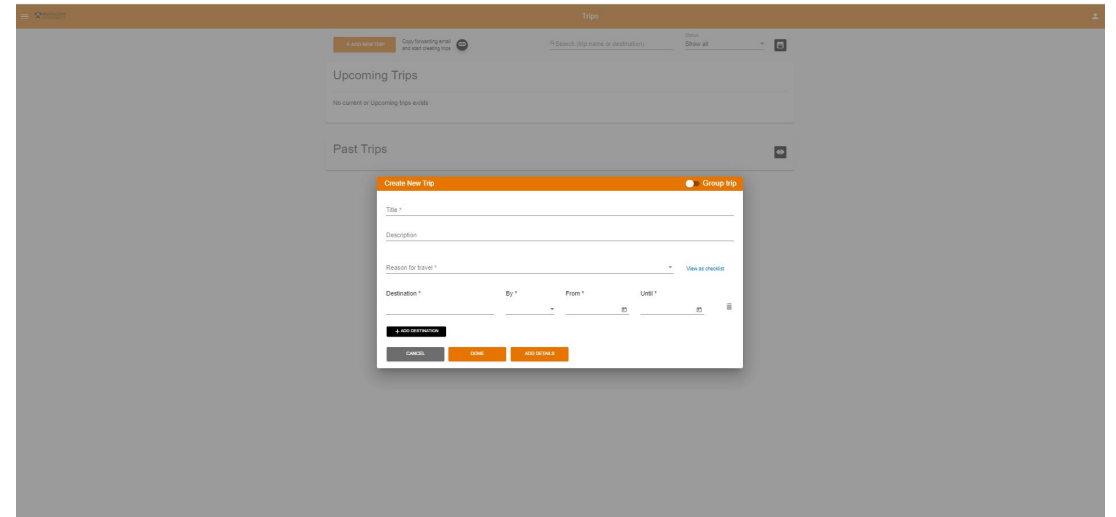 Trips
+ ADD NEW TRIP
Copy forwarding email
and start creating trips
Search (trip name or destination)
Show all
Upcoming Trips
No current or Upcoming trips exists
Past Trips
Create New Trip
Group trip
Title *
Description
Reason for travel *
View as checklist
Destination * By * From * Until *
+ ADD DESTINATION
CANCEL DONE ADD DETAILS